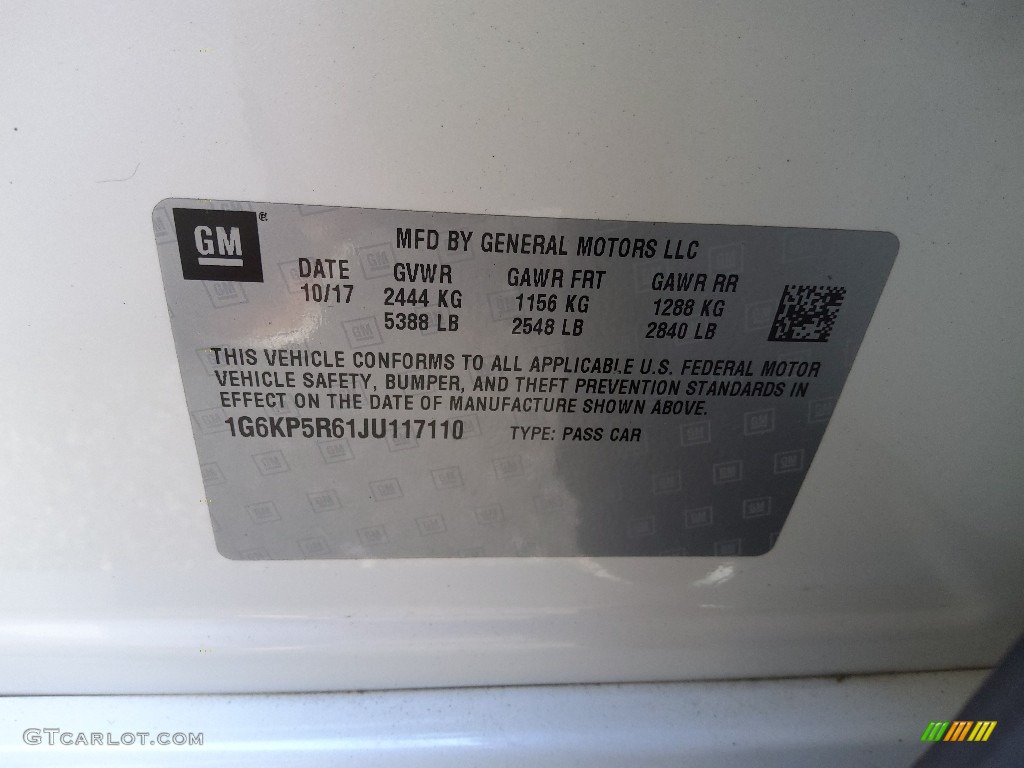 GM ®
MFD BY GENERAL MOTORS LLC
DATE GVWR GAWR FRT GAWR RR
10/17 2444 KG 1156 KG 1288 KG
5388 LB 2548 LB 2840 LB
THIS VEHICLE CONFORMS TO ALL APPLICABLE U.S. FEDERAL MOTOR
VEHICLE SAFETY, BUMPER, AND THEFT PREVENTION STANDARDS IN
EFFECT ON THE DATE OF MANUFACTURE SHOWN ABOVE.
1G6KP5R61JU117110 TYPE: PASS CAR
GTCARLOT.COM